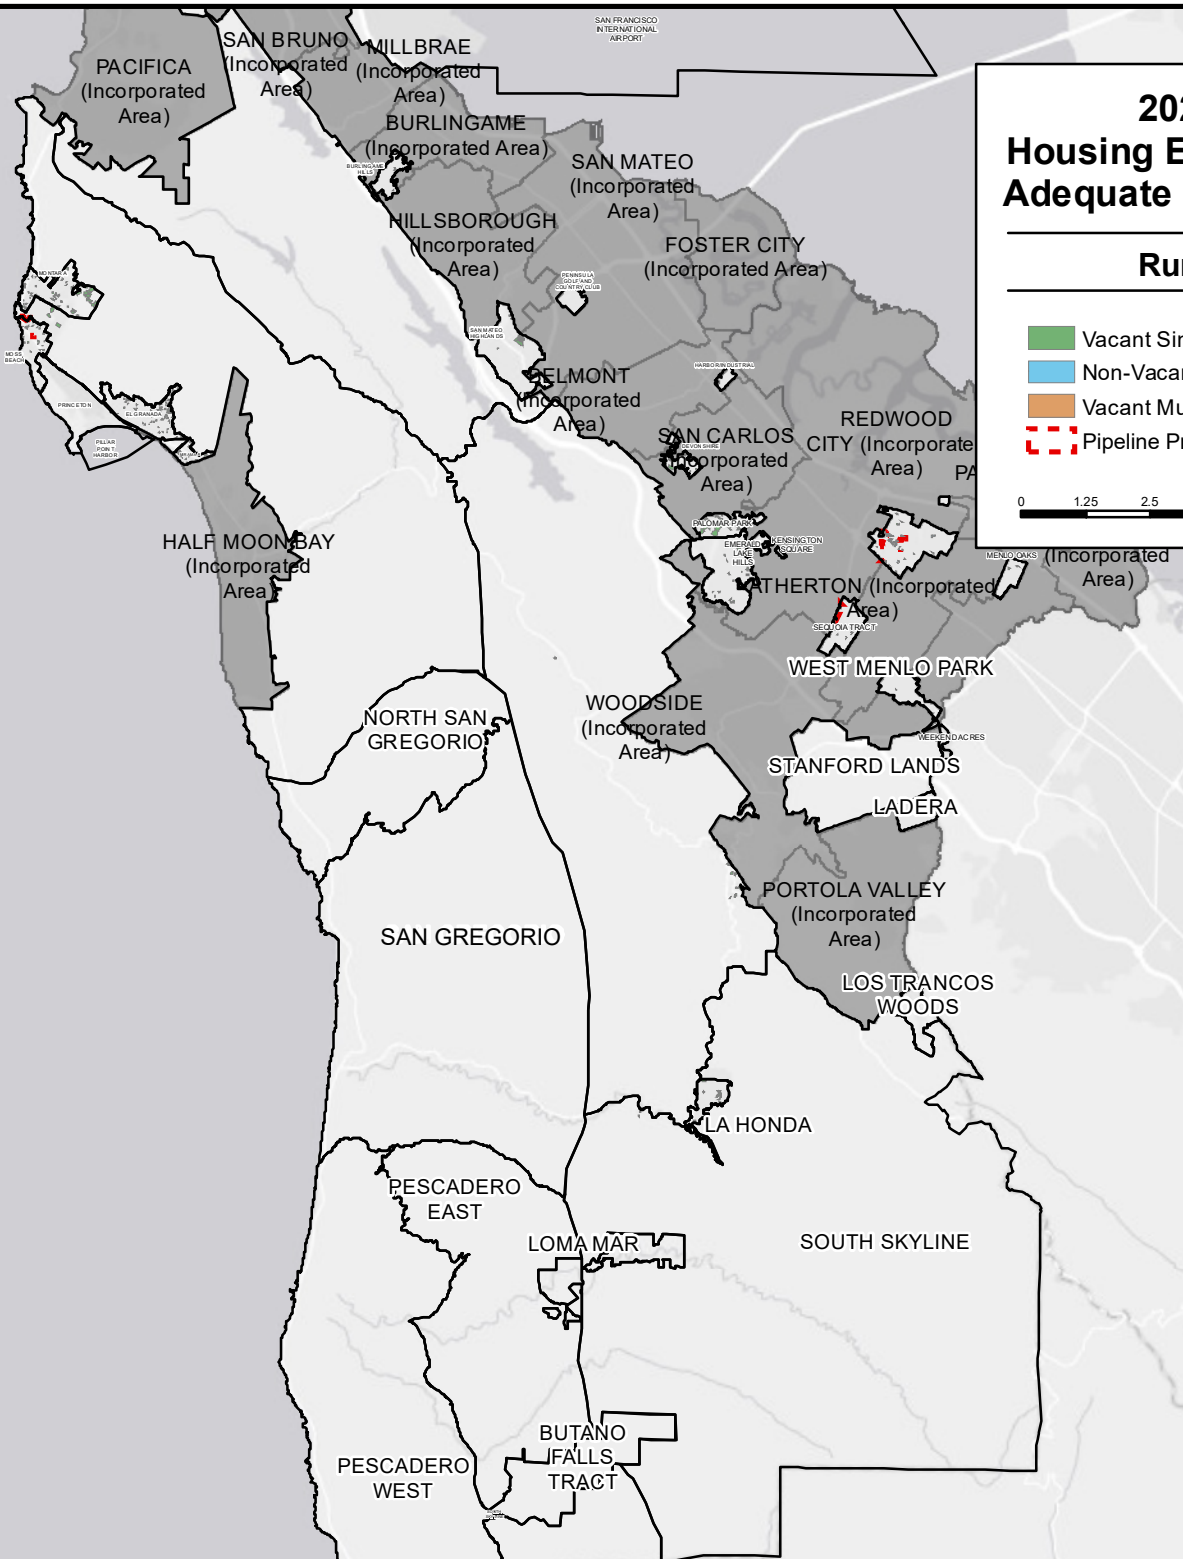 SAN FRANCISCO
INTERNATIONAL
AIRPORT
SAN BRUNO
(Incorporated
Area)
MILLBRAE
(Incorporated
Area)
PACIFICA
(Incorporated
Area)
BURLINGAME
(Incorporated Area)
BURLINGAME
HILLS
SAN MATEO
(Incorporated
Area)
HILLSBOROUGH
(Incorporated
Area)
FOSTER CITY
(Incorporated Area)
PENINSULA
GOLF AND
COUNTRY CLUB
MONTARA
MOSS
BEACH
SAN MATEO
HIGHLANDS
HARBOR/INDUSTRIAL
BELMONT
(Incorporated
Area)
PRINCETON
EL GRANADA
PILLAR
POINT
HARBOR
MIRAMAR
SAN CARLOS
(Incorporated
Area)
DEVONSHIRE
REDWOOD
CITY (Incorporate
Area)
PA
(Incorporated
Area)
PALOMAR PARK
EMERALD
LAKE
HILLS
KENSINGTON
SQUARE
HALF MOON BAY
(Incorporated
Area)
MENLO OAKS
ATHERTON (Incorporated
Area)
SEQUOIA TRACT
WEST MENLO PARK
WOODSIDE
(Incorporated
Area)
NORTH SAN
GREGORIO
WEEKEND ACRES
STANFORD LANDS
LADERA
PORTOLA VALLEY
(Incorporated
Area)
SAN GREGORIO
LOS TRANCOS
WOODS
LA HONDA
PESCADERO
EAST
LOMA MAR
SOUTH SKYLINE
BUTANO
FALLS
TRACT
PESCADERO
WEST
202
Housing E
Adequate
Rur
Vacant Sin
Non-Vacan
Vacant Mu
Pipeline Pr
0 1.25 2.5